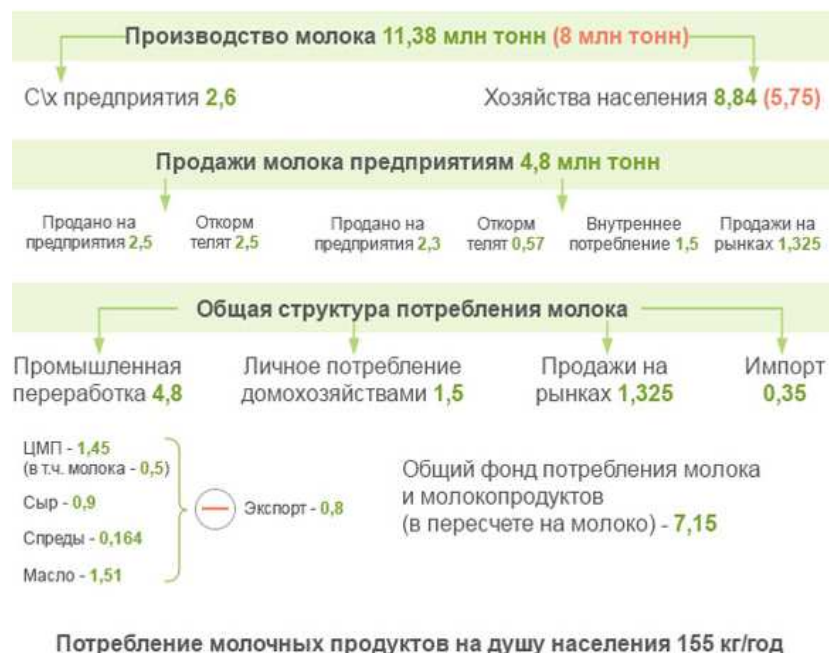 Производство молока 11,38 млн тонн (8 млн тонн)
С\х предприятия 2,6
Хозяйства населения 8,84 (5,75)
Продажи молока предприятиям 4,8 млн тонн
Продано на
предприятия 2,5
Откорм
телят 2,5
Продано на
предприятия 2,3
Откорм
телят 0,57
Внутреннее
потребление 1,5
Продажи на
рынках 1,325
Общая структура потребления молока
Промышленная
переработка 4,8
Личное потребление
домохозяйствами 1,5
Продажи на
рынках 1,325
Импорт
0,35
ЦМП - 1,45
(в т.ч. молока - 0,5)
Сыр - 0,9
Спреды - 0,164
Масло - 1,51
Экспорт - 0,8
Общий фонд потребления молока
и молокопродуктов
(в пересчете на молоко) - 7,15
Потребление молочных продуктов на душу населения 155 кг/год